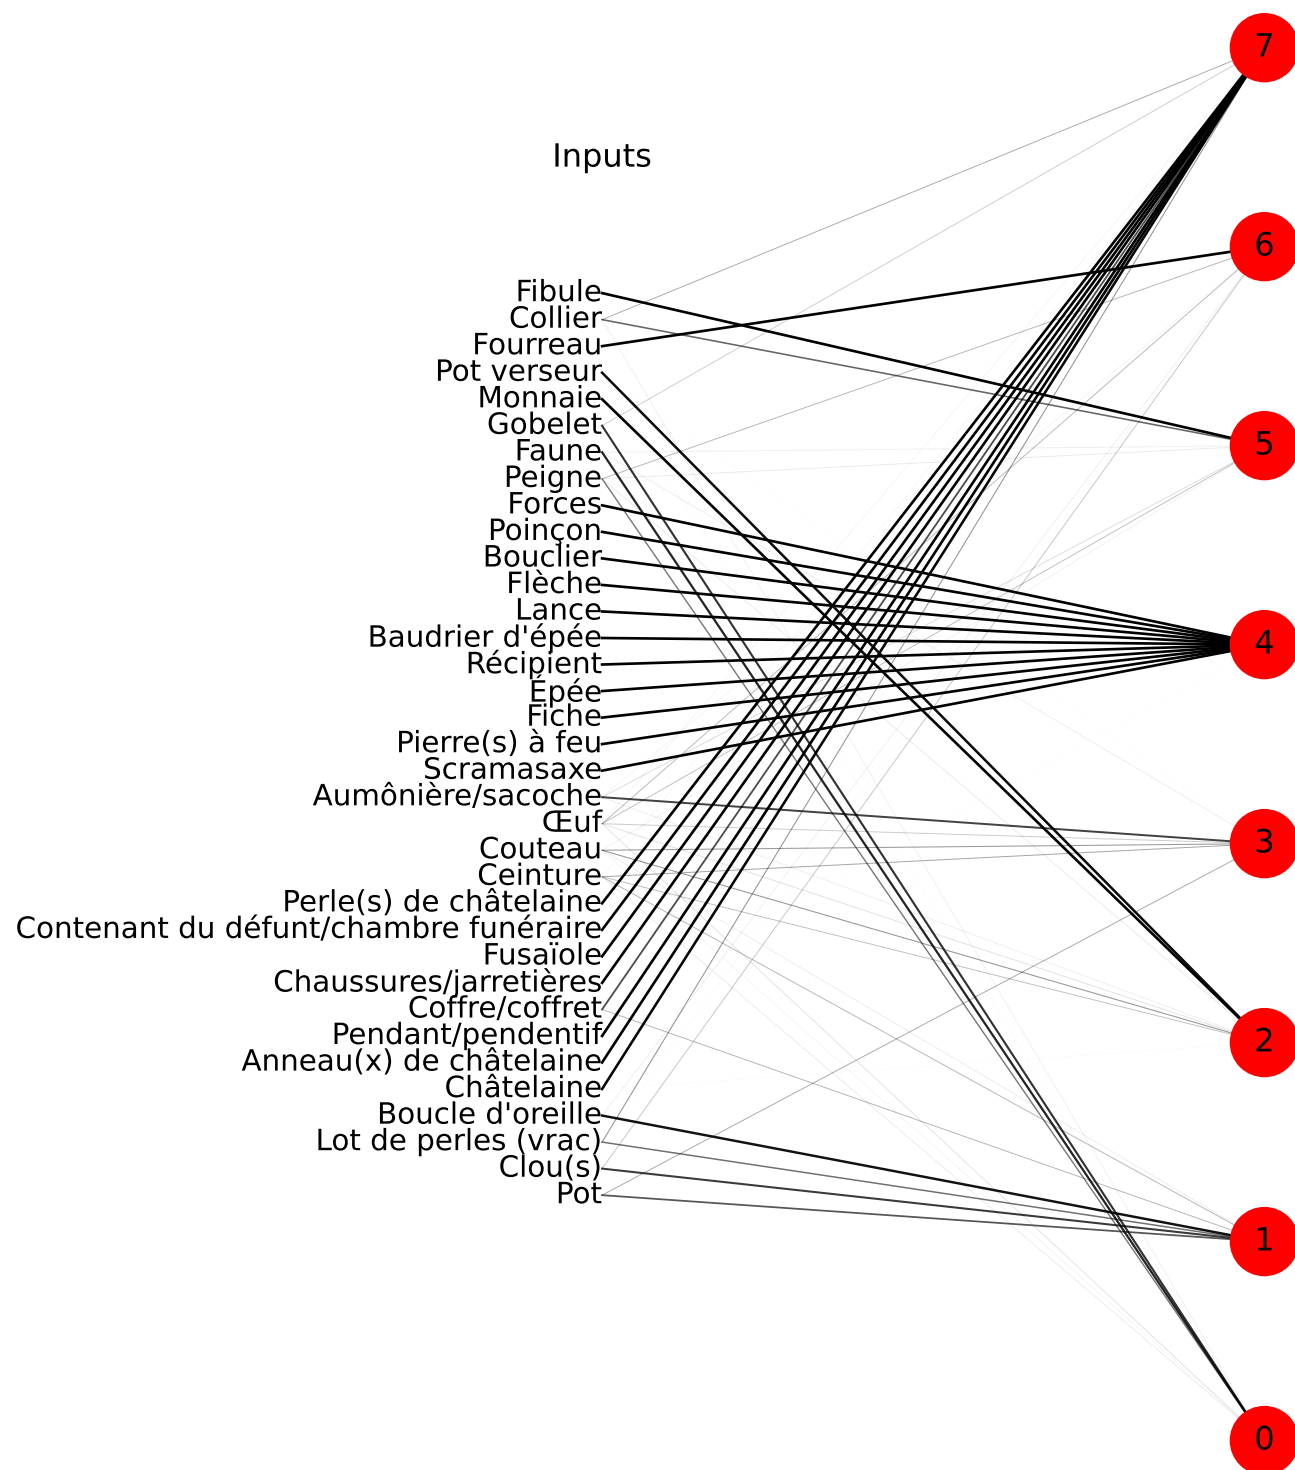 7
Inputs
6
Fibule
Collier
Fourreau
Pot verseur
Monnaie
Gobelet
5
Faune
Peigne
Forces
Poinçon
Bouclier
Flèche
Lance
Baudrier d'épée
4
Récipient
Épée
Fiche
Pierre(s) à feu
Scramasaxe
Aumônière/sacoche
Œuf
3
Couteau
Ceinture
Perle(s) de châtelaine
Contenant du défunt/chambre funéraire
Fusaïole
Chaussures/jarretières
Coffre/coffret
Pendant/pendentif
2
Anneau(x) de châtelaine
Châtelaine
Boucle d'oreille
Lot de perles (vrac)
Clou(s)
Pot
1
0